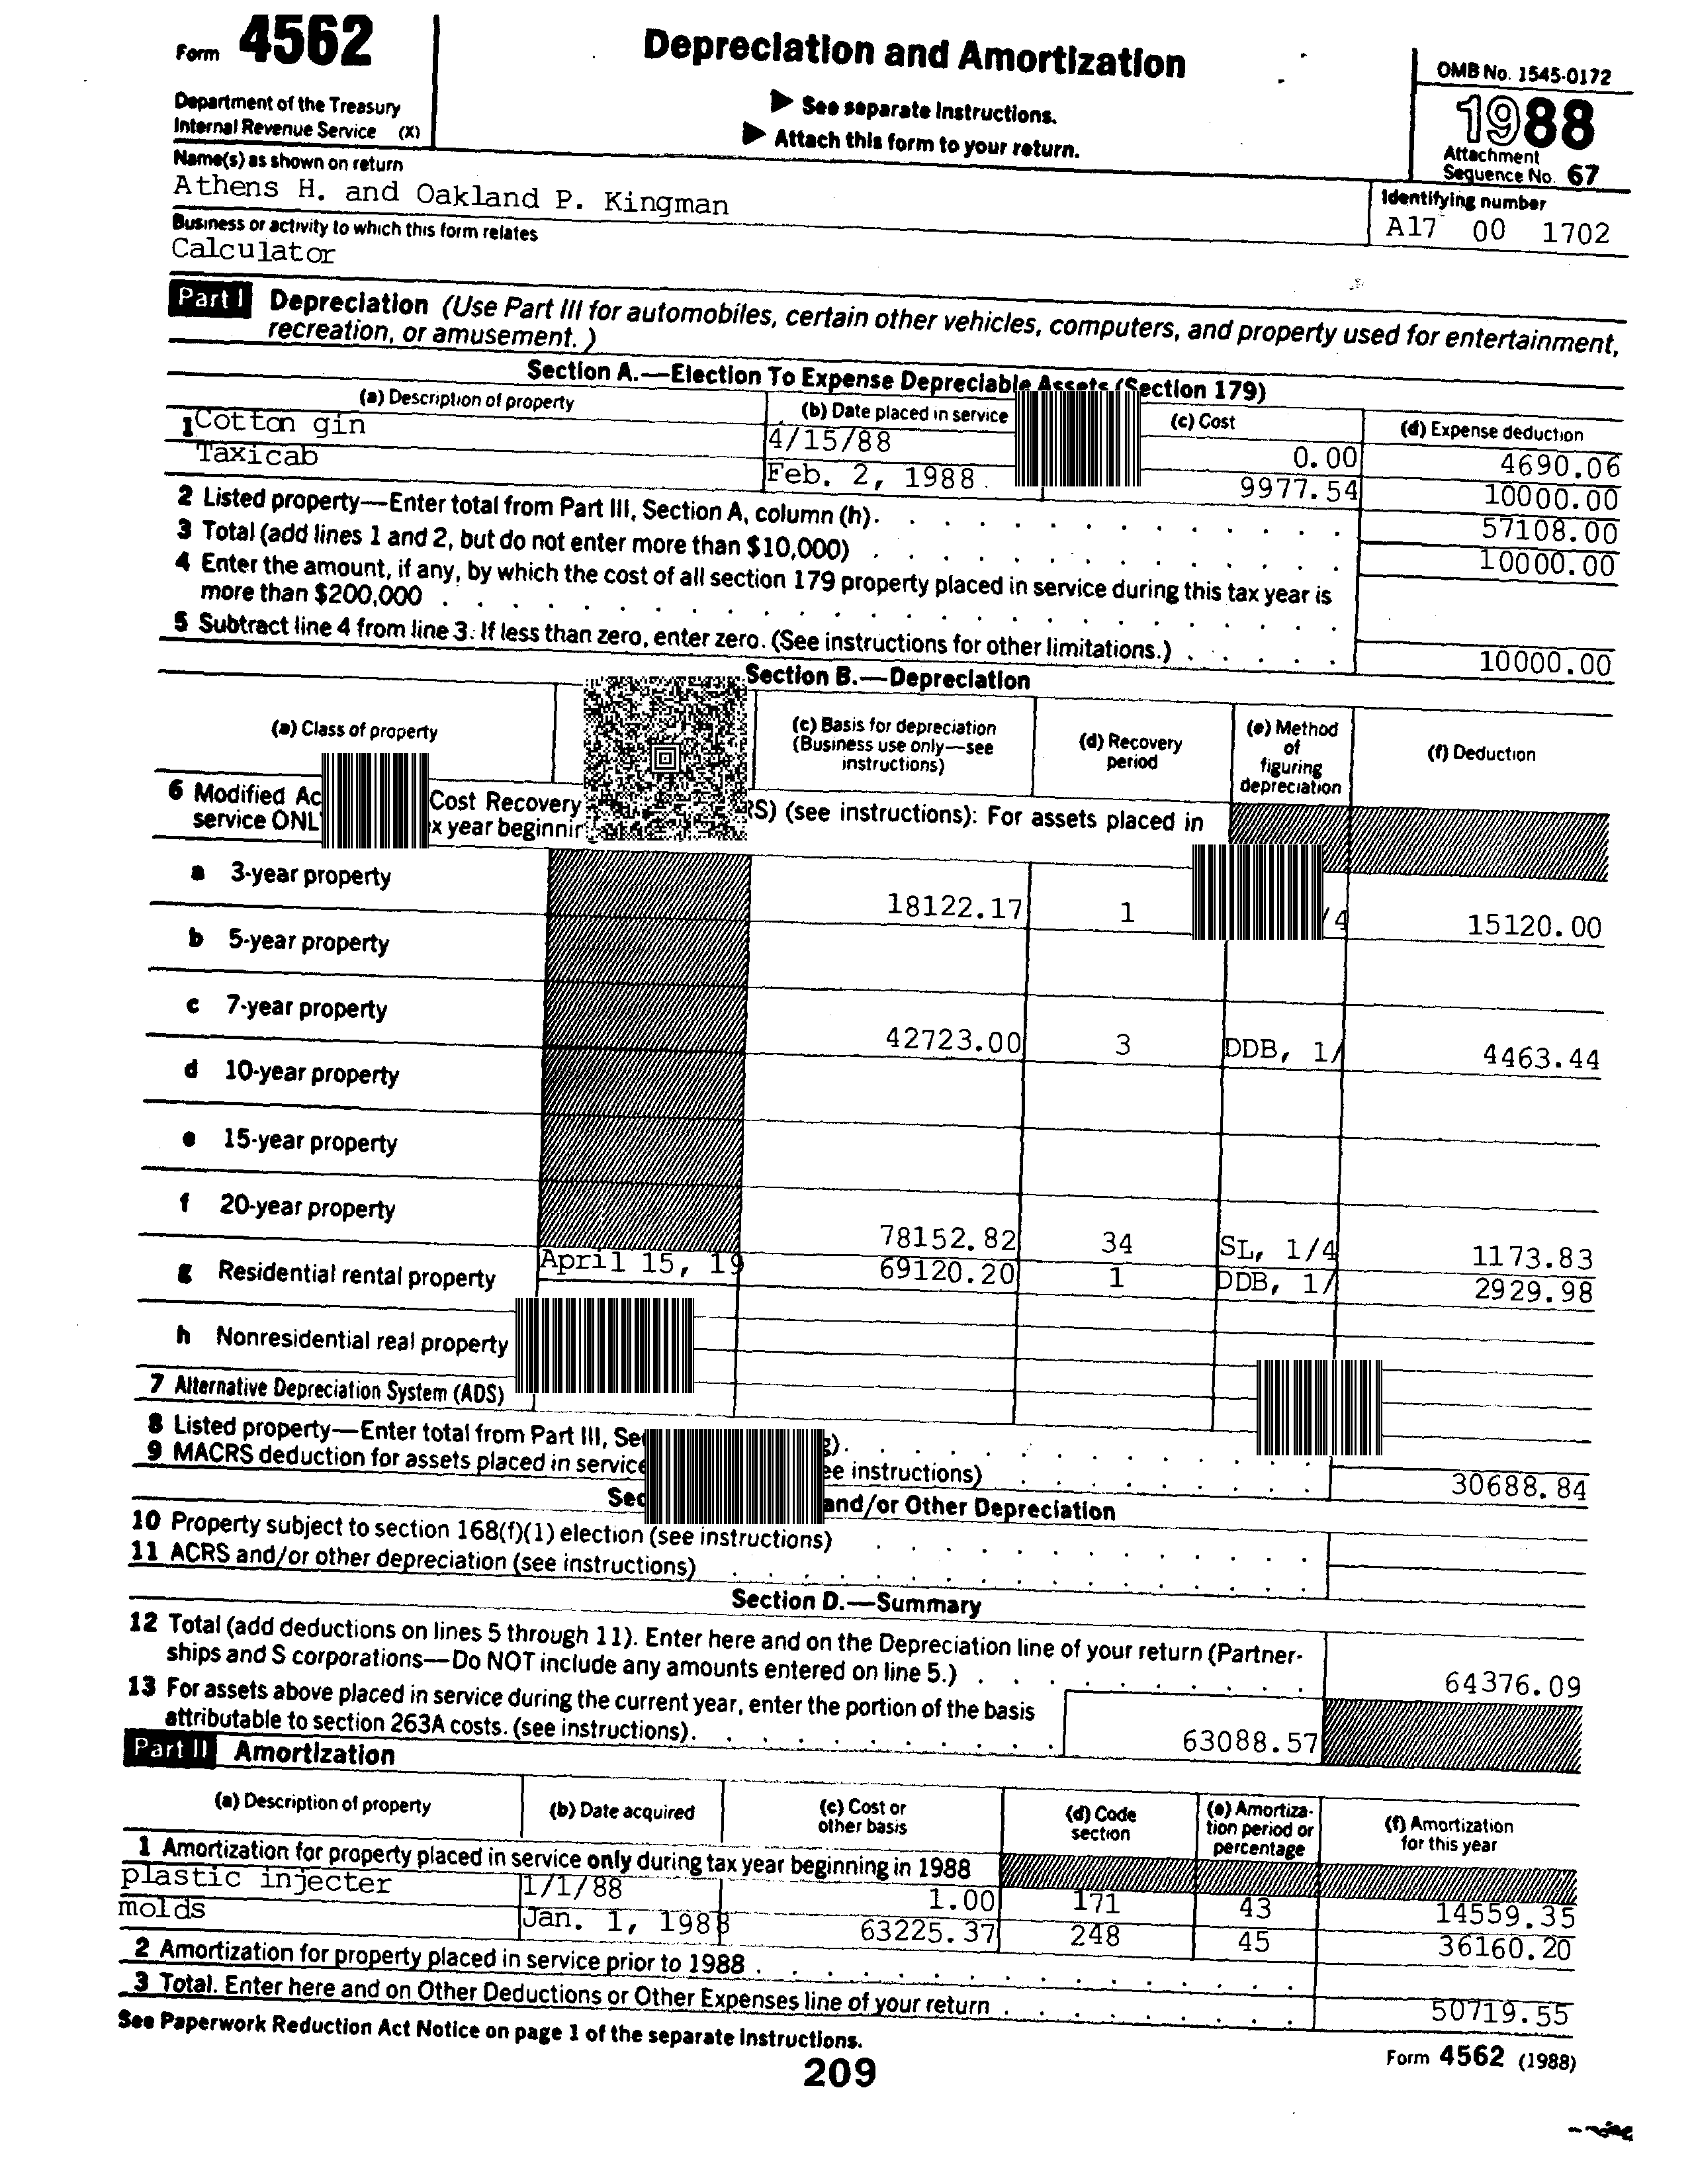 Form 4562
Depreciation and Amortization
OMB No. 1545-0172
Department of the Treasury
Internal Revenue Service (X)
▶ See separate instructions.
▶ Attach this form to your return.
1988
Attachment
Sequence No. 67
Name(s) as shown on return
Athens H. and Oakland P. Kingman
Identifying number
A17 00 1702
Business or activity to which this form relates
Calculator
Part I Depreciation (Use Part III for automobiles, certain other vehicles, computers, and property used for entertainment,
recreation, or amusement.)
Section A.—Election To Expense Depreciable Assets (Section 179)
(a) Description of property (b) Date placed in service (c) Cost (d) Expense deduction
1 Cotton gin 4/15/88 0.00 4690.06
Taxicab Feb. 2, 1988 9977.54 10000.00
2 Listed property—Enter total from Part III, Section A, column (h). 57108.00
3 Total (add lines 1 and 2, but do not enter more than $10,000) 10000.00
4 Enter the amount, if any, by which the cost of all section 179 property placed in service during this tax year is
more than $200,000
5 Subtract line 4 from line 3. If less than zero, enter zero. (See instructions for other limitations.) 10000.00
Section B.—Depreciation
(a) Class of property (c) Basis for depreciation (Business use only—see instructions) (d) Recovery period (e) Method of figuring depreciation (f) Deduction
6 Modified Ac Cost Recovery RS) (see instructions): For assets placed in
service ONL x year beginnin
a 3-year property 18122.17 1 /4 15120.00
b 5-year property
c 7-year property 42723.00 3 DDB, 1/ 4463.44
d 10-year property
e 15-year property
f 20-year property 78152.82 34 SL, 1/4 1173.83
g Residential rental property April 15, 19 69120.20 1 DDB, 1/ 2929.98
h Nonresidential real property
7 Alternative Depreciation System (ADS)
8 Listed property—Enter total from Part III, Se g).
9 MACRS deduction for assets placed in service ee instructions) 30688.84
Sec and/or Other Depreciation
10 Property subject to section 168(f)(1) election (see instructions)
11 ACRS and/or other depreciation (see instructions)
Section D.—Summary
12 Total (add deductions on lines 5 through 11). Enter here and on the Depreciation line of your return (Partner-
ships and S corporations—Do NOT include any amounts entered on line 5.) 64376.09
13 For assets above placed in service during the current year, enter the portion of the basis
attributable to section 263A costs. (see instructions). 63088.57
Part II Amortization
(a) Description of property (b) Date acquired (c) Cost or other basis (d) Code section (e) Amortiza-tion period or percentage (f) Amortization for this year
1 Amortization for property placed in service only during tax year beginning in 1988
plastic injecter 1/1/88 1.00 171 43 14559.35
molds Jan. 1, 1988 63225.37 248 45 36160.20
2 Amortization for property placed in service prior to 1988
3 Total. Enter here and on Other Deductions or Other Expenses line of your return 50719.55
See Paperwork Reduction Act Notice on page 1 of the separate instructions.
Form 4562 (1988)
209